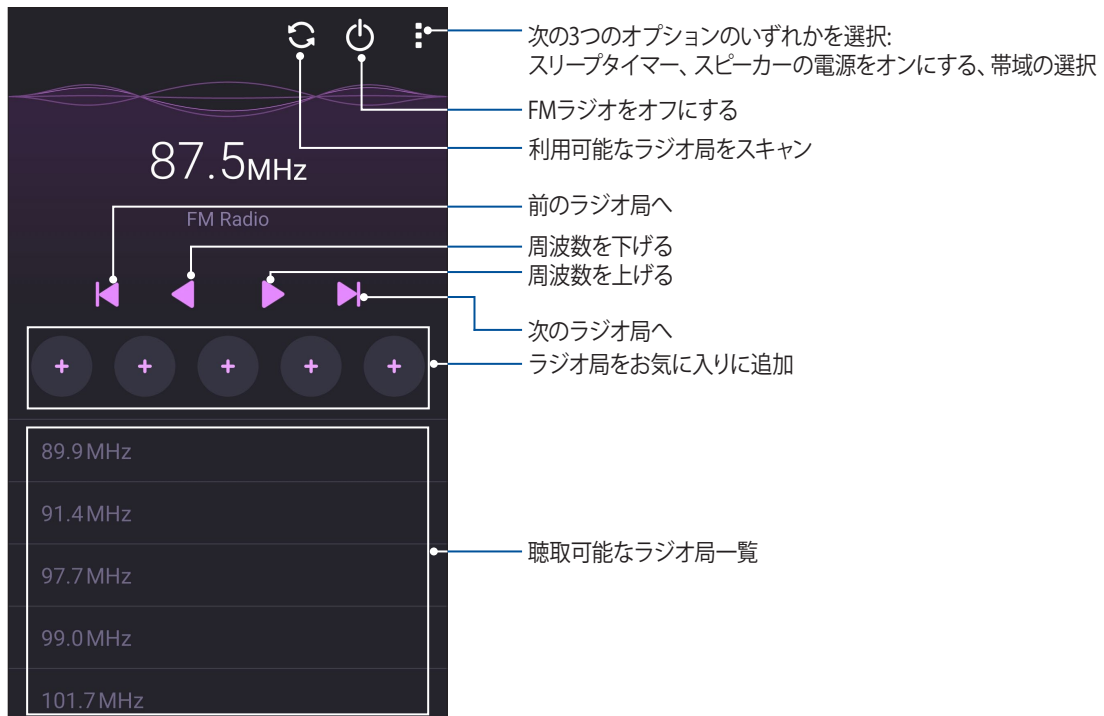 次の3つのオプションのいずれかを選択:
スリープタイマー、スピーカーの電源をオンにする、帯域の選択
FMラジオをオフにする
利用可能なラジオ局をスキャン
87.5MHz
FM Radio
前のラジオ局へ
周波数を下げる
周波数を上げる
次のラジオ局へ
ラジオ局をお気に入りに追加
89.9MHz
91.4MHz
97.7MHz
99.0MHz
101.7MHz
聴取可能なラジオ局一覧